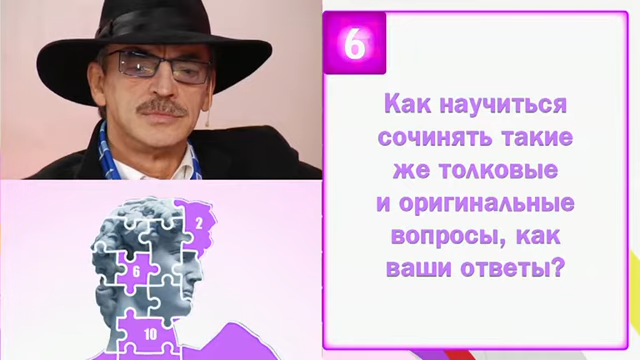 6
Как научиться
сочинять такие
же толковые
и оригинальные
вопросы, как
ваши ответы?
2
6
10